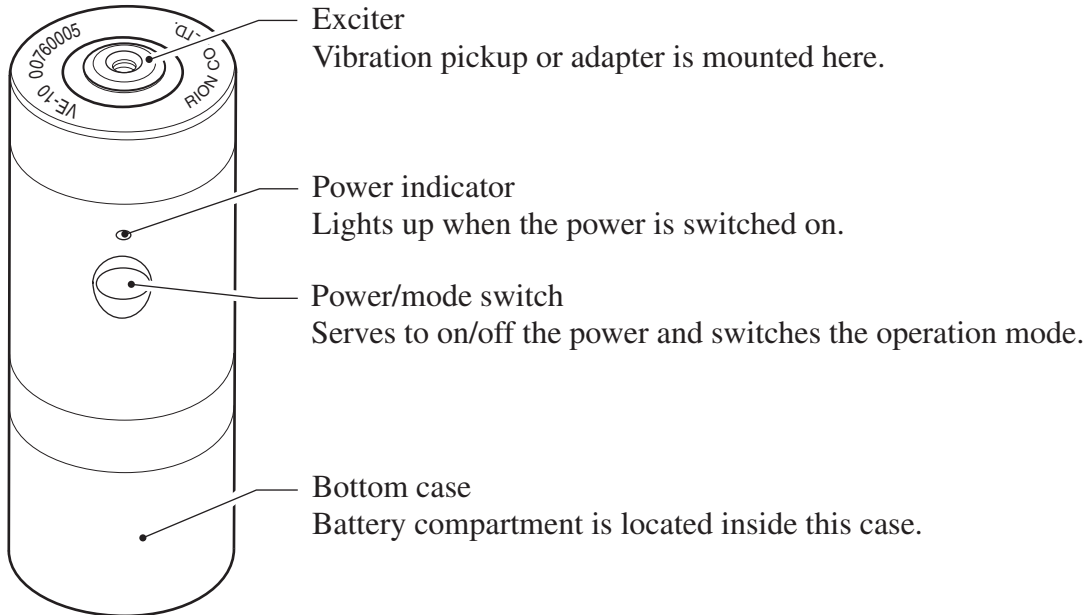 VE-10 00760005
RION CO.-TD.
Exciter
Vibration pickup or adapter is mounted here.
Power indicator
Lights up when the power is switched on.
Power/mode switch
Serves to on/off the power and switches the operation mode.
Bottom case
Battery compartment is located inside this case.